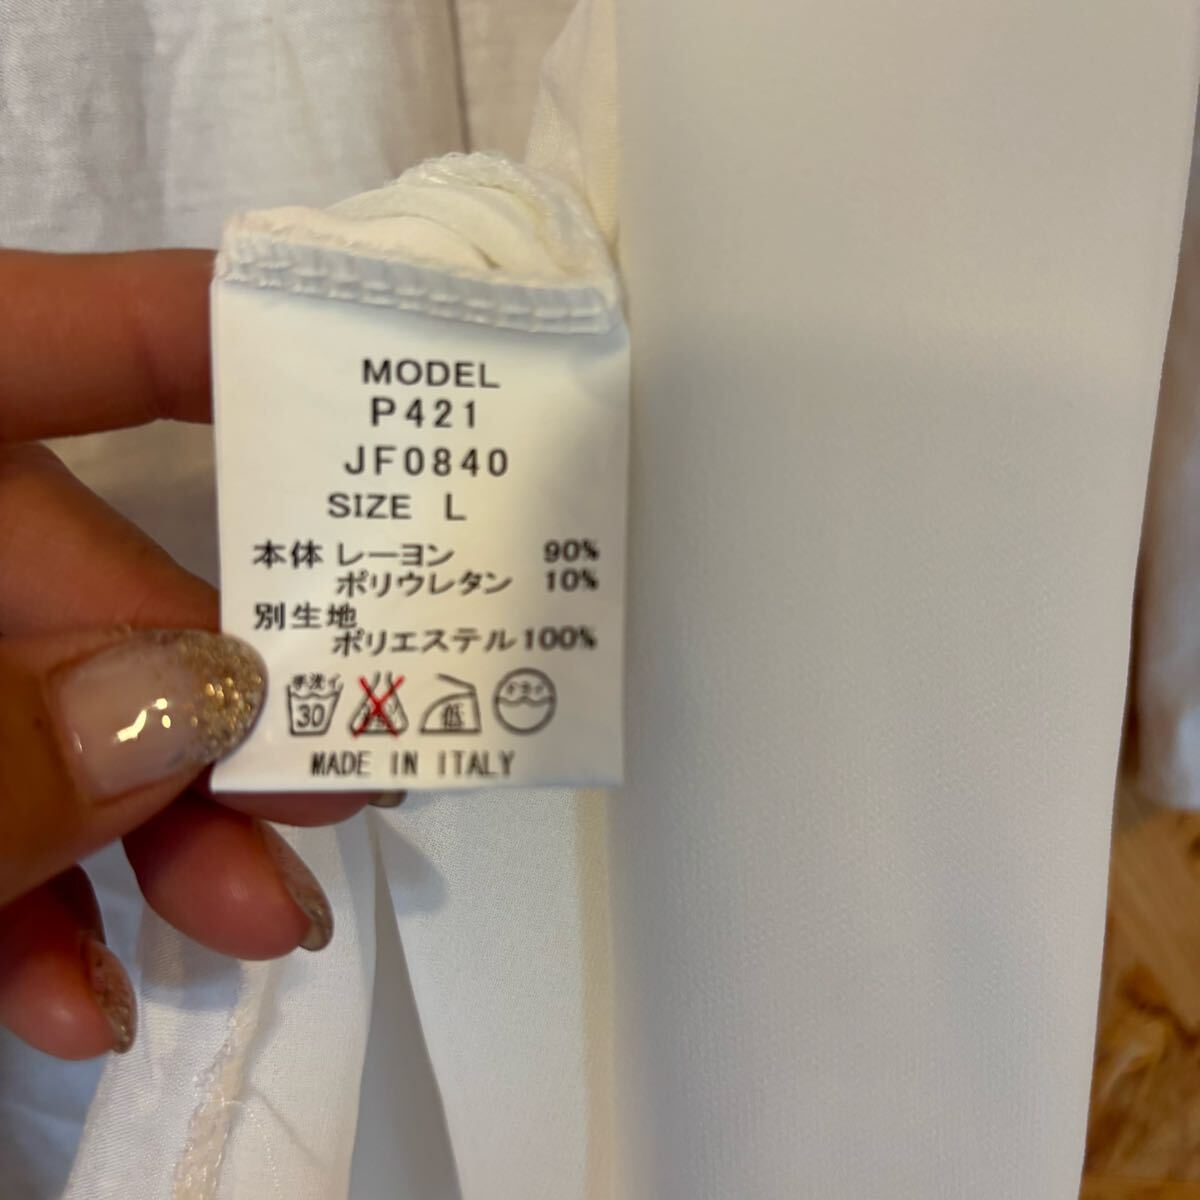 MODEL
P421
JF0840
SIZE L
本体 レーヨン 90%
ポリウレタン 10%
別生地
ポリエステル100%
手洗イ 30 低 ドライ
MADE IN ITALY